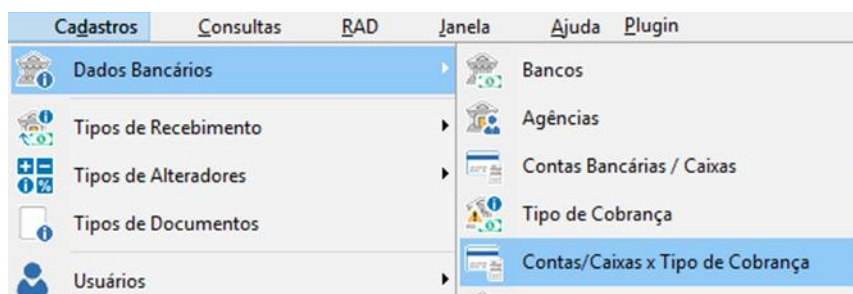 Cadastros Consultas RAD Janela Ajuda Plugin
Dados Bancários
Tipos de Recebimento
Tipos de Alteradores
Tipos de Documentos
Usuários
Bancos
Agências
Contas Bancárias / Caixas
Tipo de Cobrança
Contas/Caixas x Tipo de Cobrança